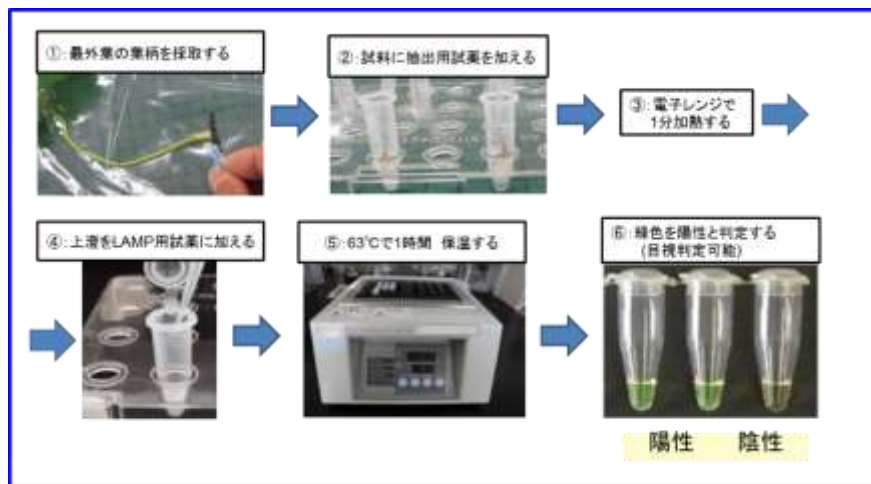 ①：最外葉の葉柄を採取する
②：試料に抽出用試薬を加える
③：電子レンジで
1分加熱する
④：上澄をLAMP用試薬に加える
⑤：63℃で1時間 保温する
⑥：緑色を陽性と判定する
(目視判定可能)
陽性 陰性